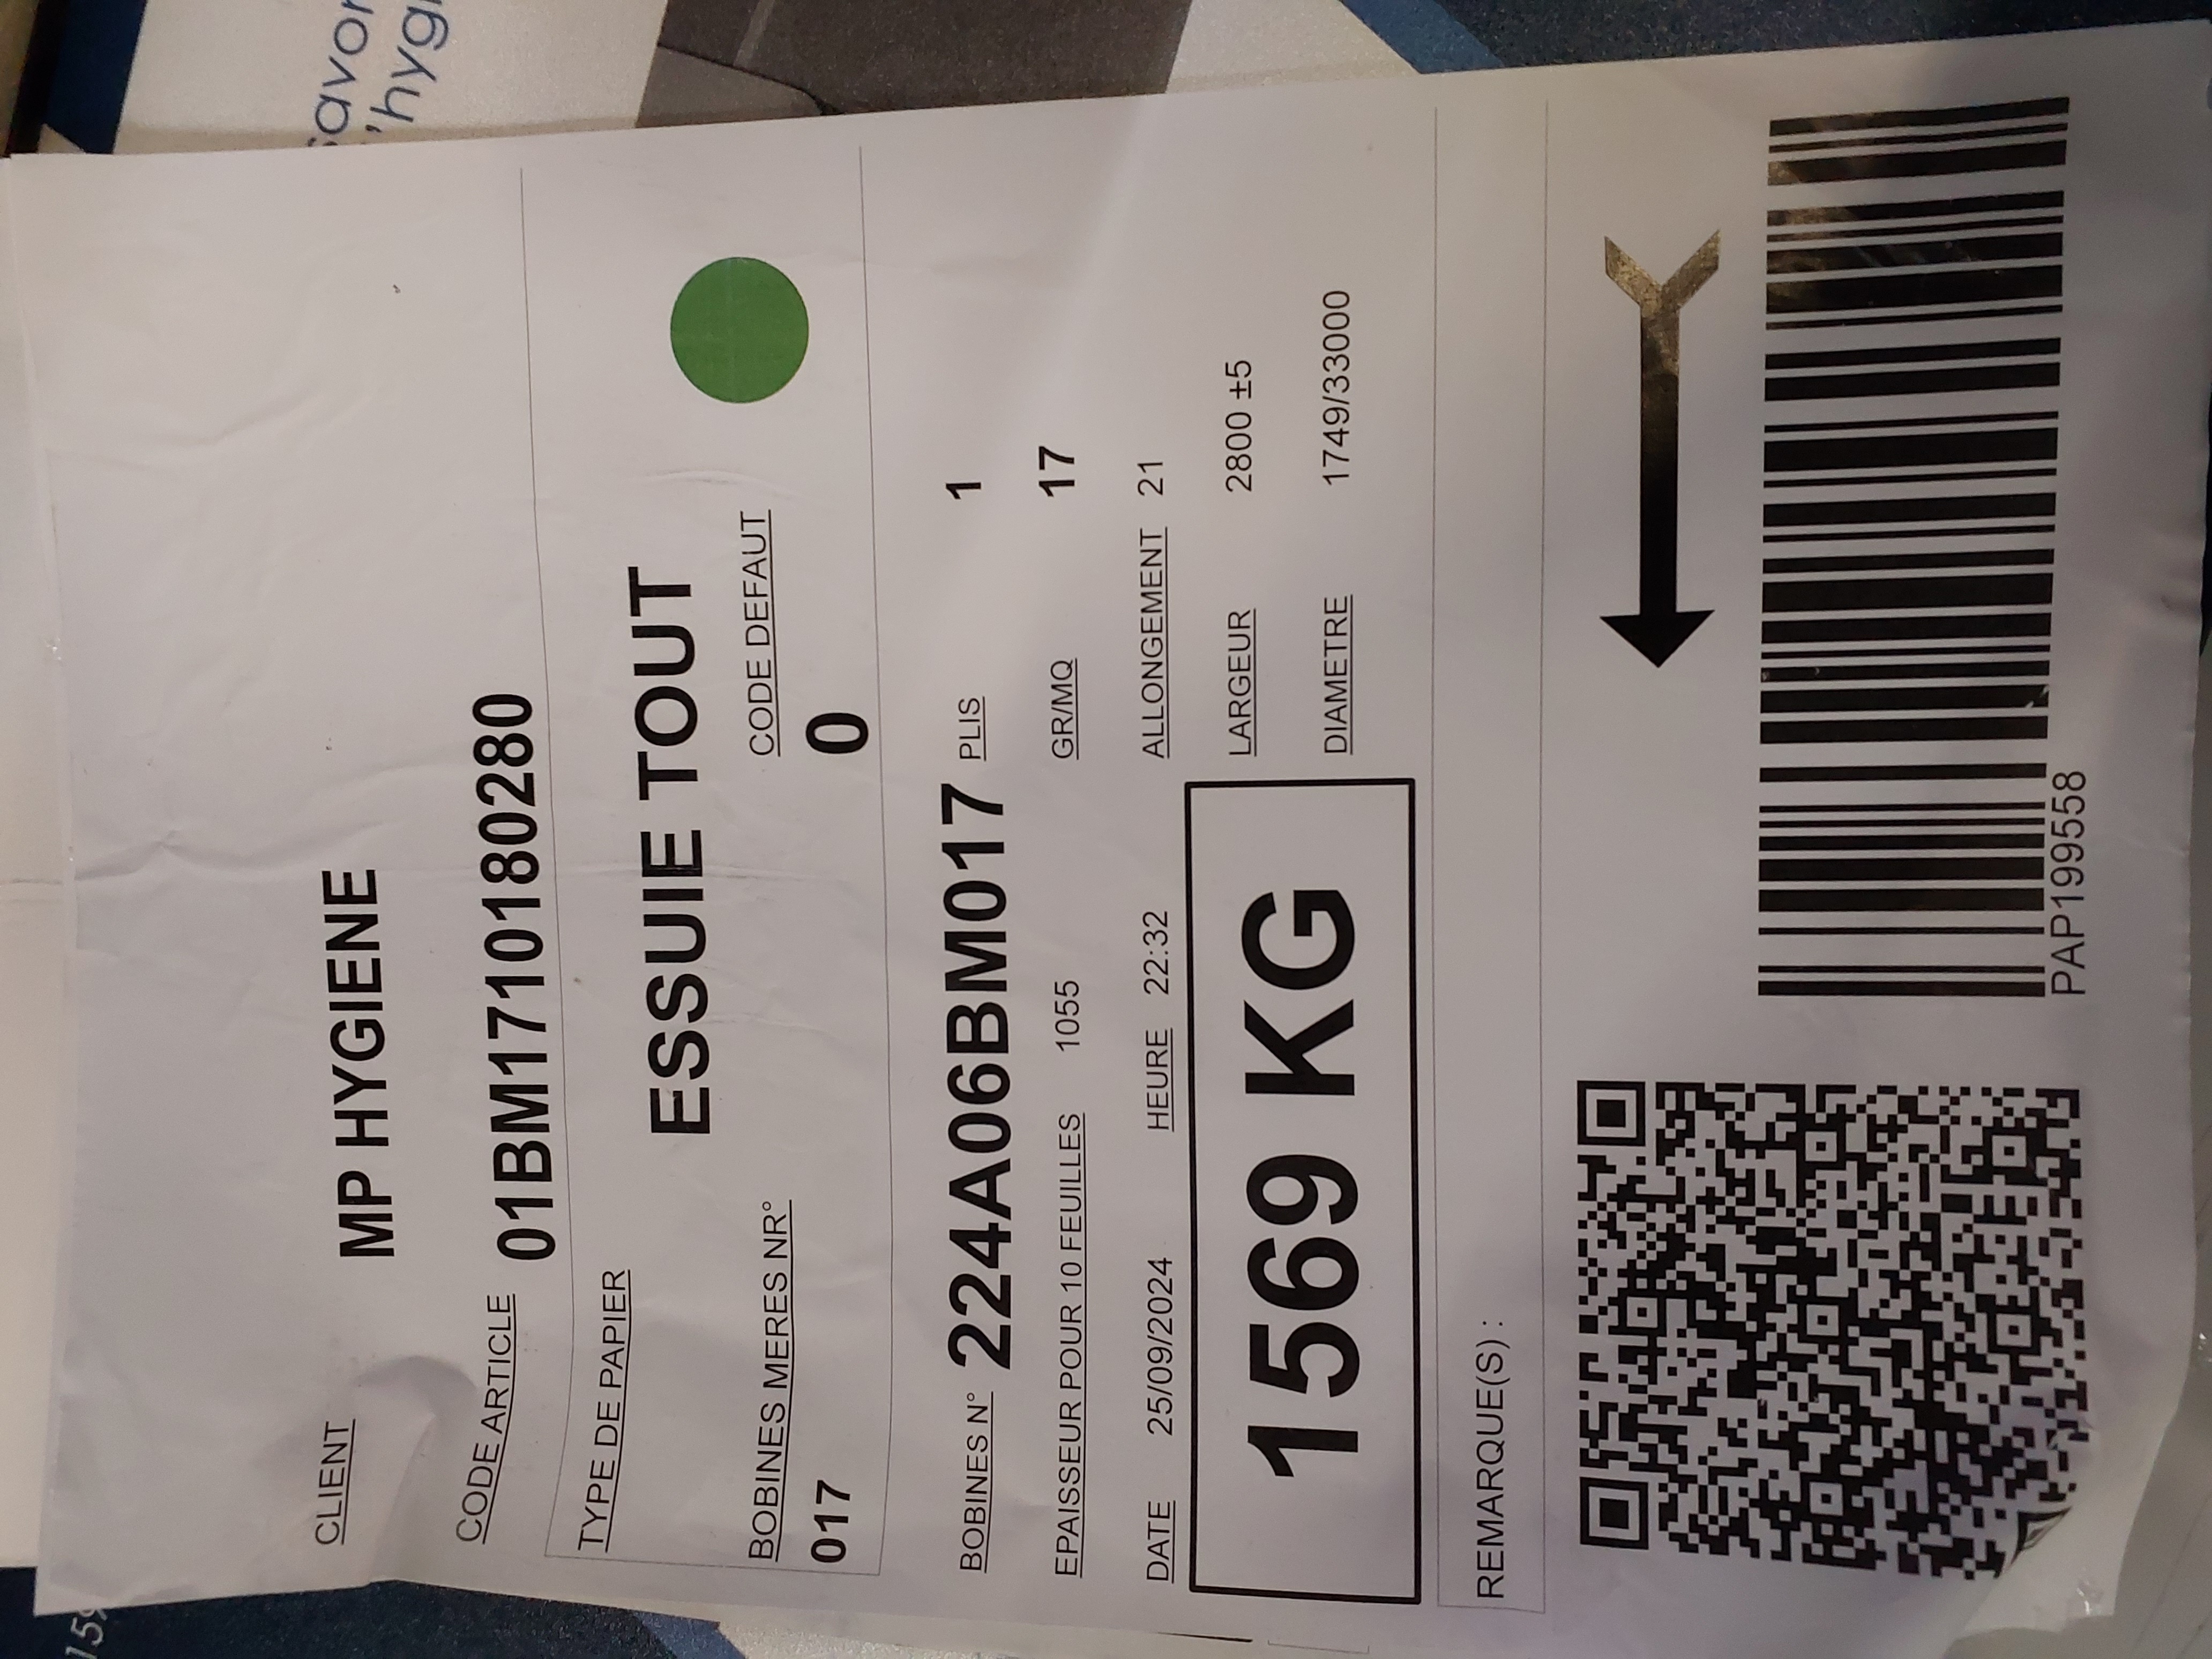 159
CLIENT
MP HYGIENE
CODE ARTICLE
01BM1710180280
TYPE DE PAPIER
ESSUIE TOUT
BOBINES MERES NR°
017
CODE DEFAUT
0
BOBINES N° 224A06BM017
PLIS 1
EPAISSEUR POUR 10 FEUILLES 1055
GR/MQ 17
DATE 25/09/2024 HEURE 22:32
ALLONGEMENT 21
1569 KG
LARGEUR 2800 ±5
DIAMETRE 1749/33000
REMARQUE(S) :
PAP199558